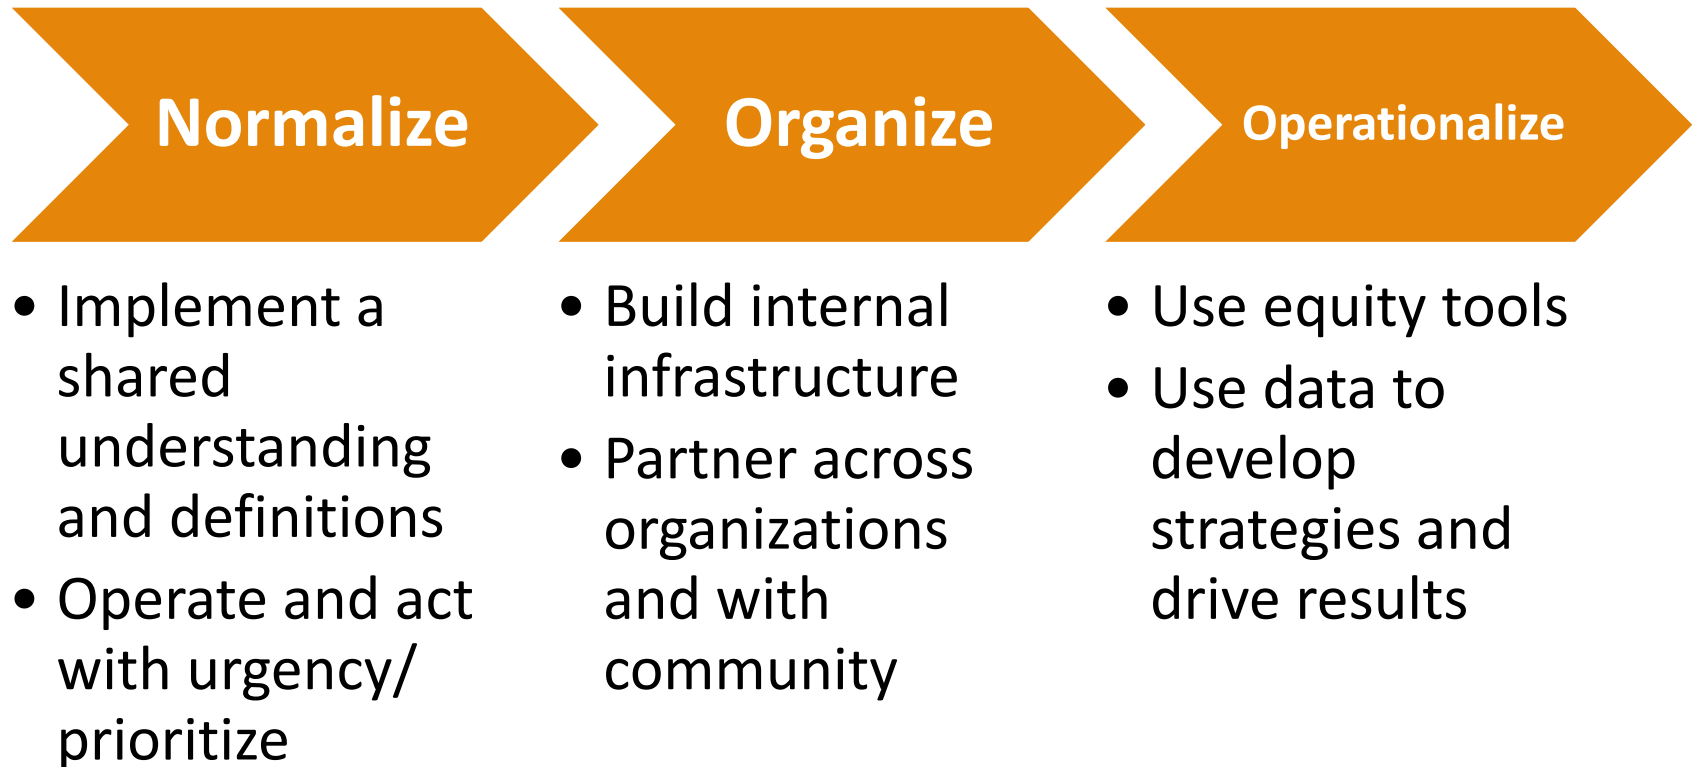 Normalize
• Implement a
shared
understanding
and definitions
• Operate and act
with urgency/
prioritize
Organize
• Build internal
infrastructure
• Partner across
organizations
and with
community
Operationalize
• Use equity tools
• Use data to
develop
strategies and
drive results